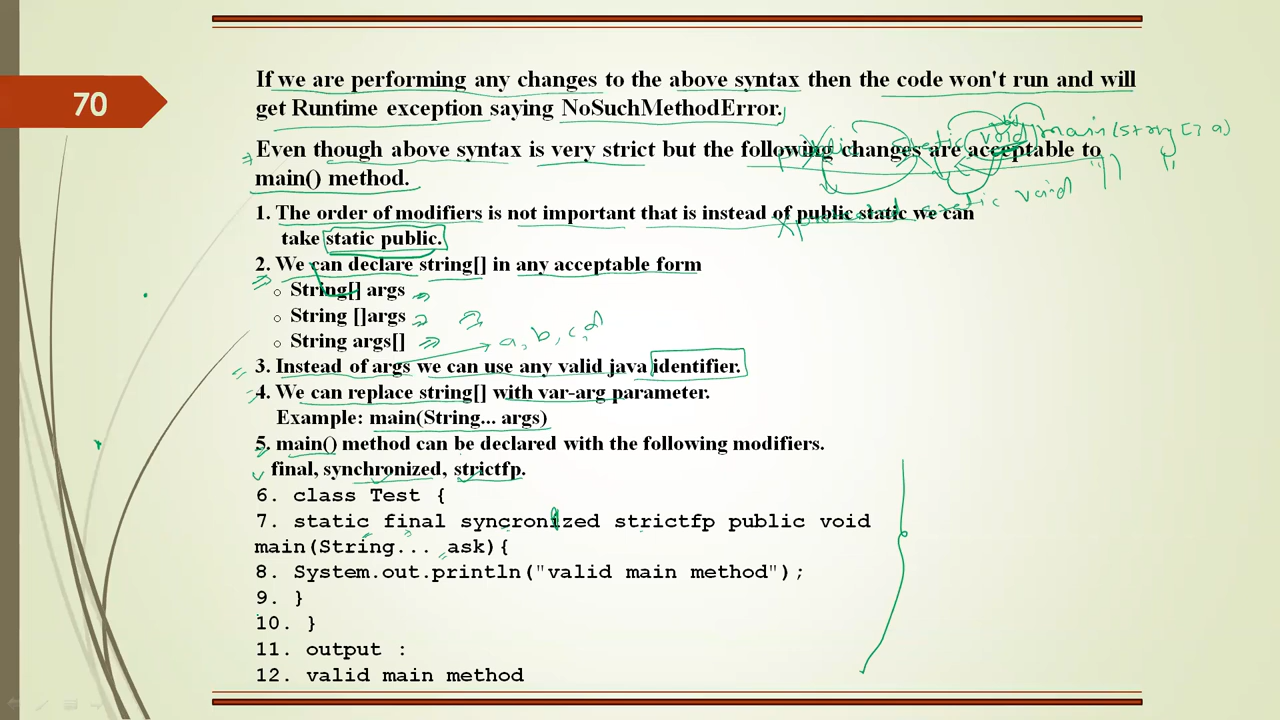 70
If we are performing any changes to the above syntax then the code won't run and will
get Runtime exception saying NoSuchMethodError.
static void main(String[] a)
Even though above syntax is very strict but the following changes are acceptable to
main() method.
static void
1. The order of modifiers is not important that is instead of public static we can
take static public.
2. We can declare string[] in any acceptable form
○ String[] args
○ String []args
○ String args[]
a, b, c, d
3. Instead of args we can use any valid java identifier.
4. We can replace string[] with var-arg parameter.
Example: main(String... args)
5. main() method can be declared with the following modifiers.
final, synchronized, strictfp.
6. class Test {
7. static final syncronized strictfp public void
main(String... ask){
8. System.out.println("valid main method");
9. }
10. }
11. output :
12. valid main method